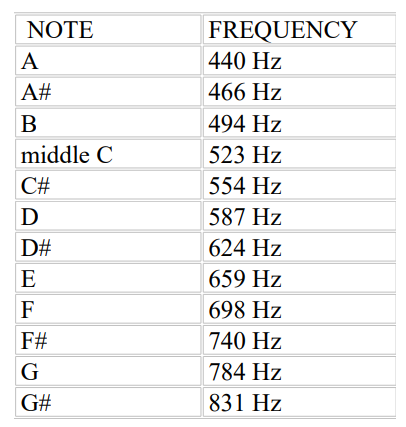 NOTE FREQUENCY
A 440 Hz
A# 466 Hz
B 494 Hz
middle C 523 Hz
C# 554 Hz
D 587 Hz
D# 624 Hz
E 659 Hz
F 698 Hz
F# 740 Hz
G 784 Hz
G# 831 Hz